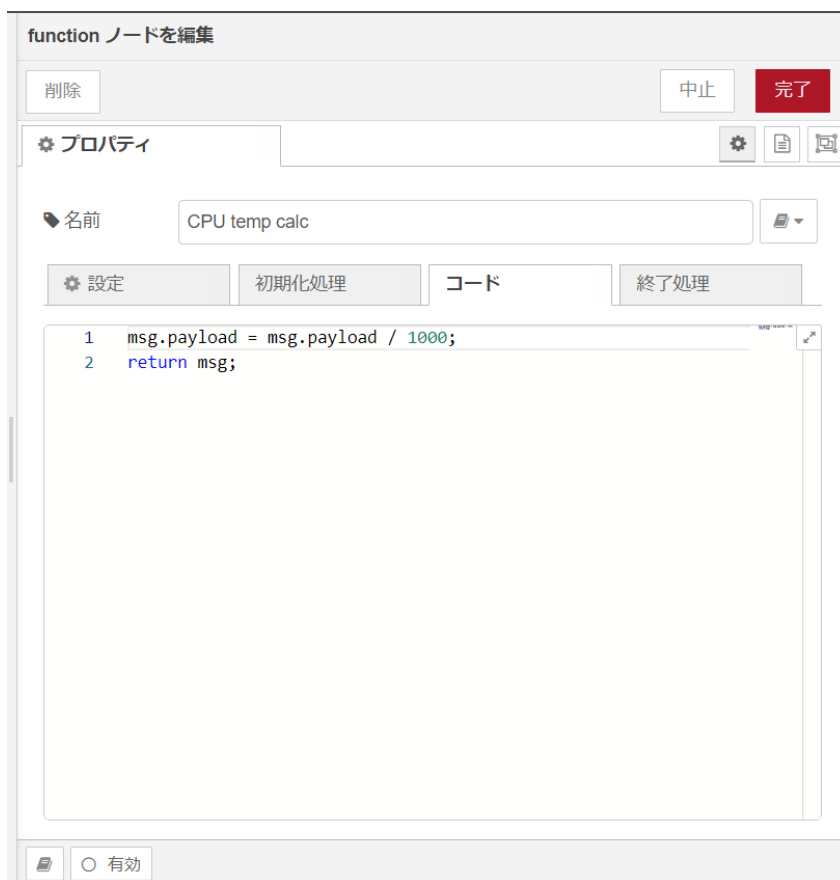 function ノードを編集
削除
中止
完了
プロパティ
名前
CPU temp calc
設定
初期化処理
コード
終了処理
1 msg.payload = msg.payload / 1000;
2 return msg;
有効